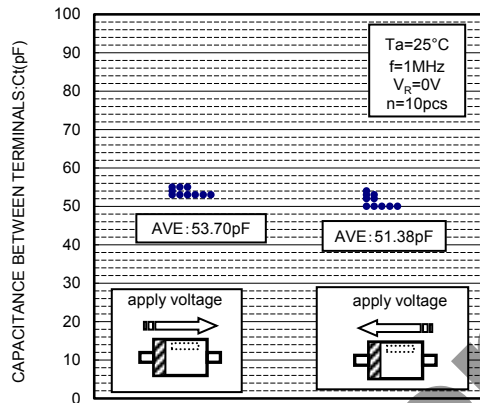 CAPACITANCE BETWEEN TERMINALS:Ct(pF)
100
90
80
70
60
50
40
30
20
10
0
Ta=25°C
f=1MHz
VR=0V
n=10pcs
AVE:53.70pF
AVE:51.38pF
apply voltage
apply voltage